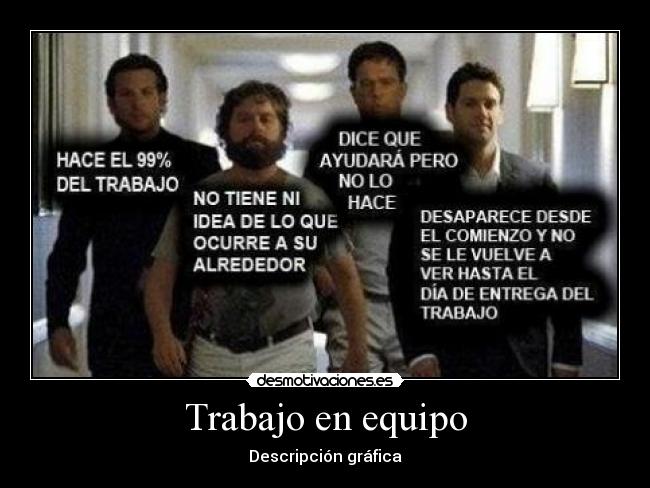 HACE EL 99%
DEL TRABAJO
NO TIENE NI
IDEA DE LO QUE
OCURRE A SU
ALREDEDOR
DICE QUE
AYUDARÁ PERO
NO LO
HACE
DESAPARECE DESDE
EL COMIENZO Y NO
SE LE VUELVE A
VER HASTA EL
DÍA DE ENTREGA DEL
TRABAJO
desmotivaciones.es
Trabajo en equipo
Descripción gráfica